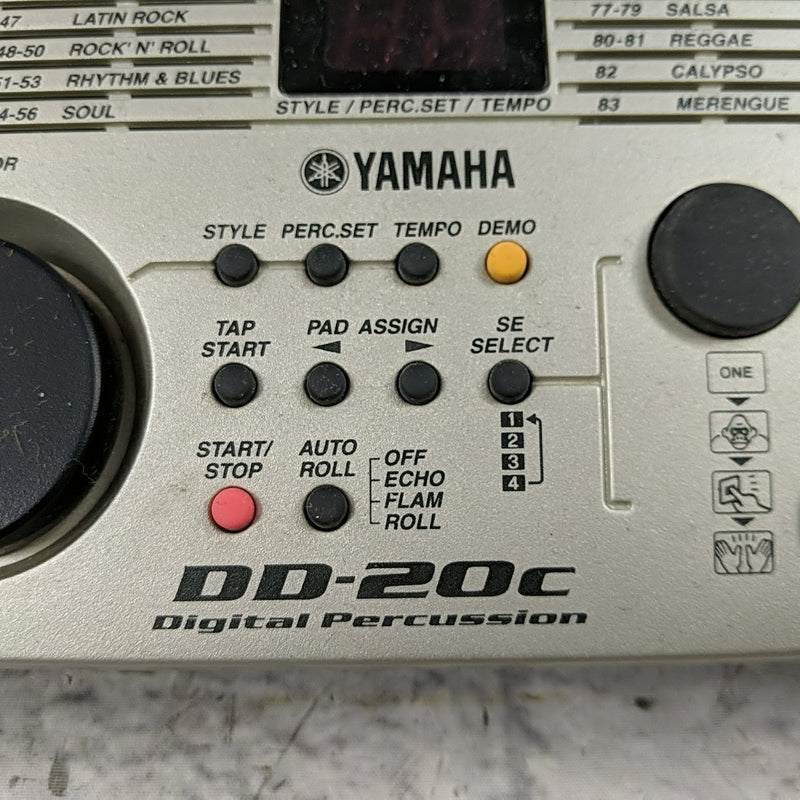 47 LATIN ROCK
48-50 ROCK' N' ROLL
51-53 RHYTHM & BLUES
54-56 SOUL
STYLE / PERC.SET / TEMPO
77-79 SALSA
80-81 REGGAE
82 CALYPSO
83 MERENGUE
YAMAHA
STYLE PERC.SET TEMPO DEMO
TAP START
PAD ASSIGN
SE SELECT
1
2
3
4
START/ STOP
AUTO ROLL
OFF
ECHO
FLAM
ROLL
ONE
DD-20c
Digital Percussion